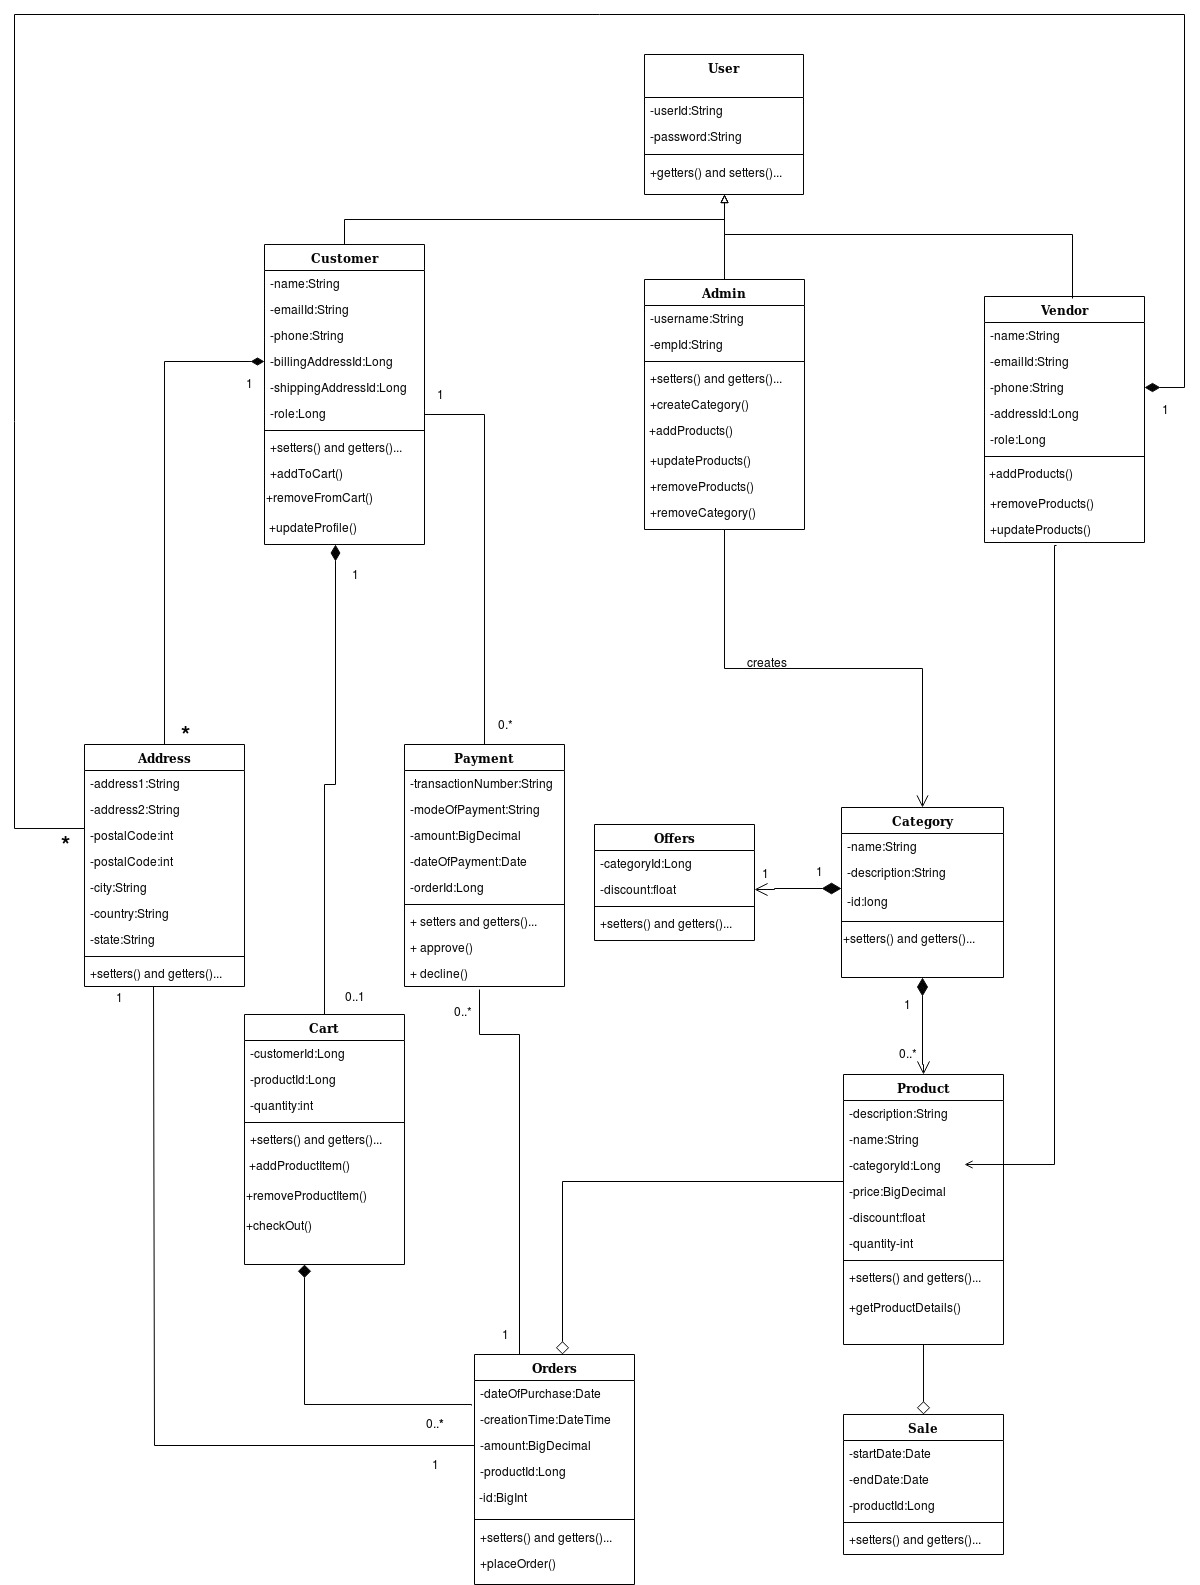 User
-userId:String
-password:String
+getters() and setters()...
Customer
-name:String
-emailId:String
-phone:String
-billingAddressId:Long
-shippingAddressId:Long
-role:Long
+setters() and getters()...
+addToCart()
+removeFromCart()
+updateProfile()
1
1
1
Admin
-username:String
-empId:String
+setters() and getters()...
+createCategory()
+addProducts()
+updateProducts()
+removeProducts()
+removeCategory()
Vendor
-name:String
-emailId:String
-phone:String
-addressId:Long
-role:Long
+addProducts()
+removeProducts()
+updateProducts()
1
creates
*
0..*
Address
-address1:String
-address2:String
-postalCode:int
-postalCode:int
-city:String
-country:String
-state:String
+setters() and getters()...
*
1
Payment
-transactionNumber:String
-modeOfPayment:String
-amount:BigDecimal
-dateOfPayment:Date
-orderId:Long
+ setters and getters()...
+ approve()
+ decline()
0..*
Offers
-categoryId:Long
-discount:float
+setters() and getters()...
1
1
Category
-name:String
-description:String
-id:long
+setters() and getters()...
1
0..*
0..1
Cart
-customerId:Long
-productId:Long
-quantity:int
+setters() and getters()...
+addProductItem()
+removeProductItem()
+checkOut()
Product
-description:String
-name:String
-categoryId:Long
-price:BigDecimal
-discount:float
-quantity-int
+setters() and getters()...
+getProductDetails()
1
0..*
1
Orders
-dateOfPurchase:Date
-creationTime:DateTime
-amount:BigDecimal
-productId:Long
-id:BigInt
+setters() and getters()...
+placeOrder()
Sale
-startDate:Date
-endDate:Date
-productId:Long
+setters() and getters()...